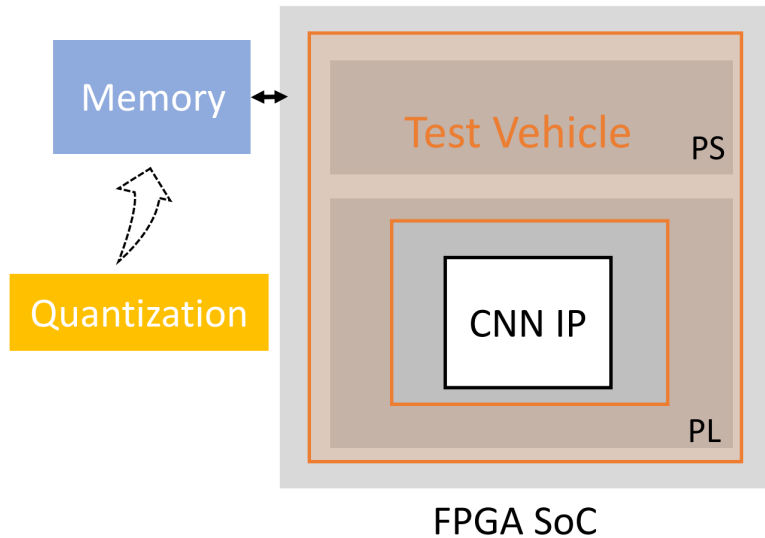 Memory
Test Vehicle
PS
Quantization
CNN IP
PL
FPGA SoC